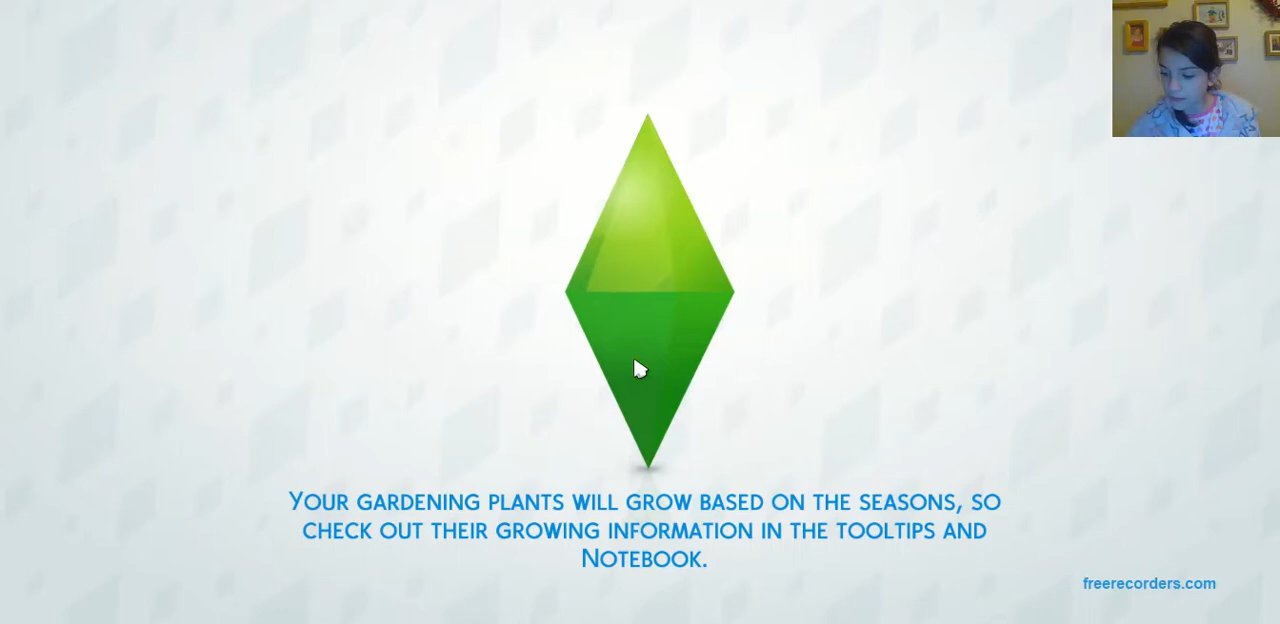 Your gardening plants will grow based on the seasons, so
check out their growing information in the tooltips and
Notebook.
freerecorders.com